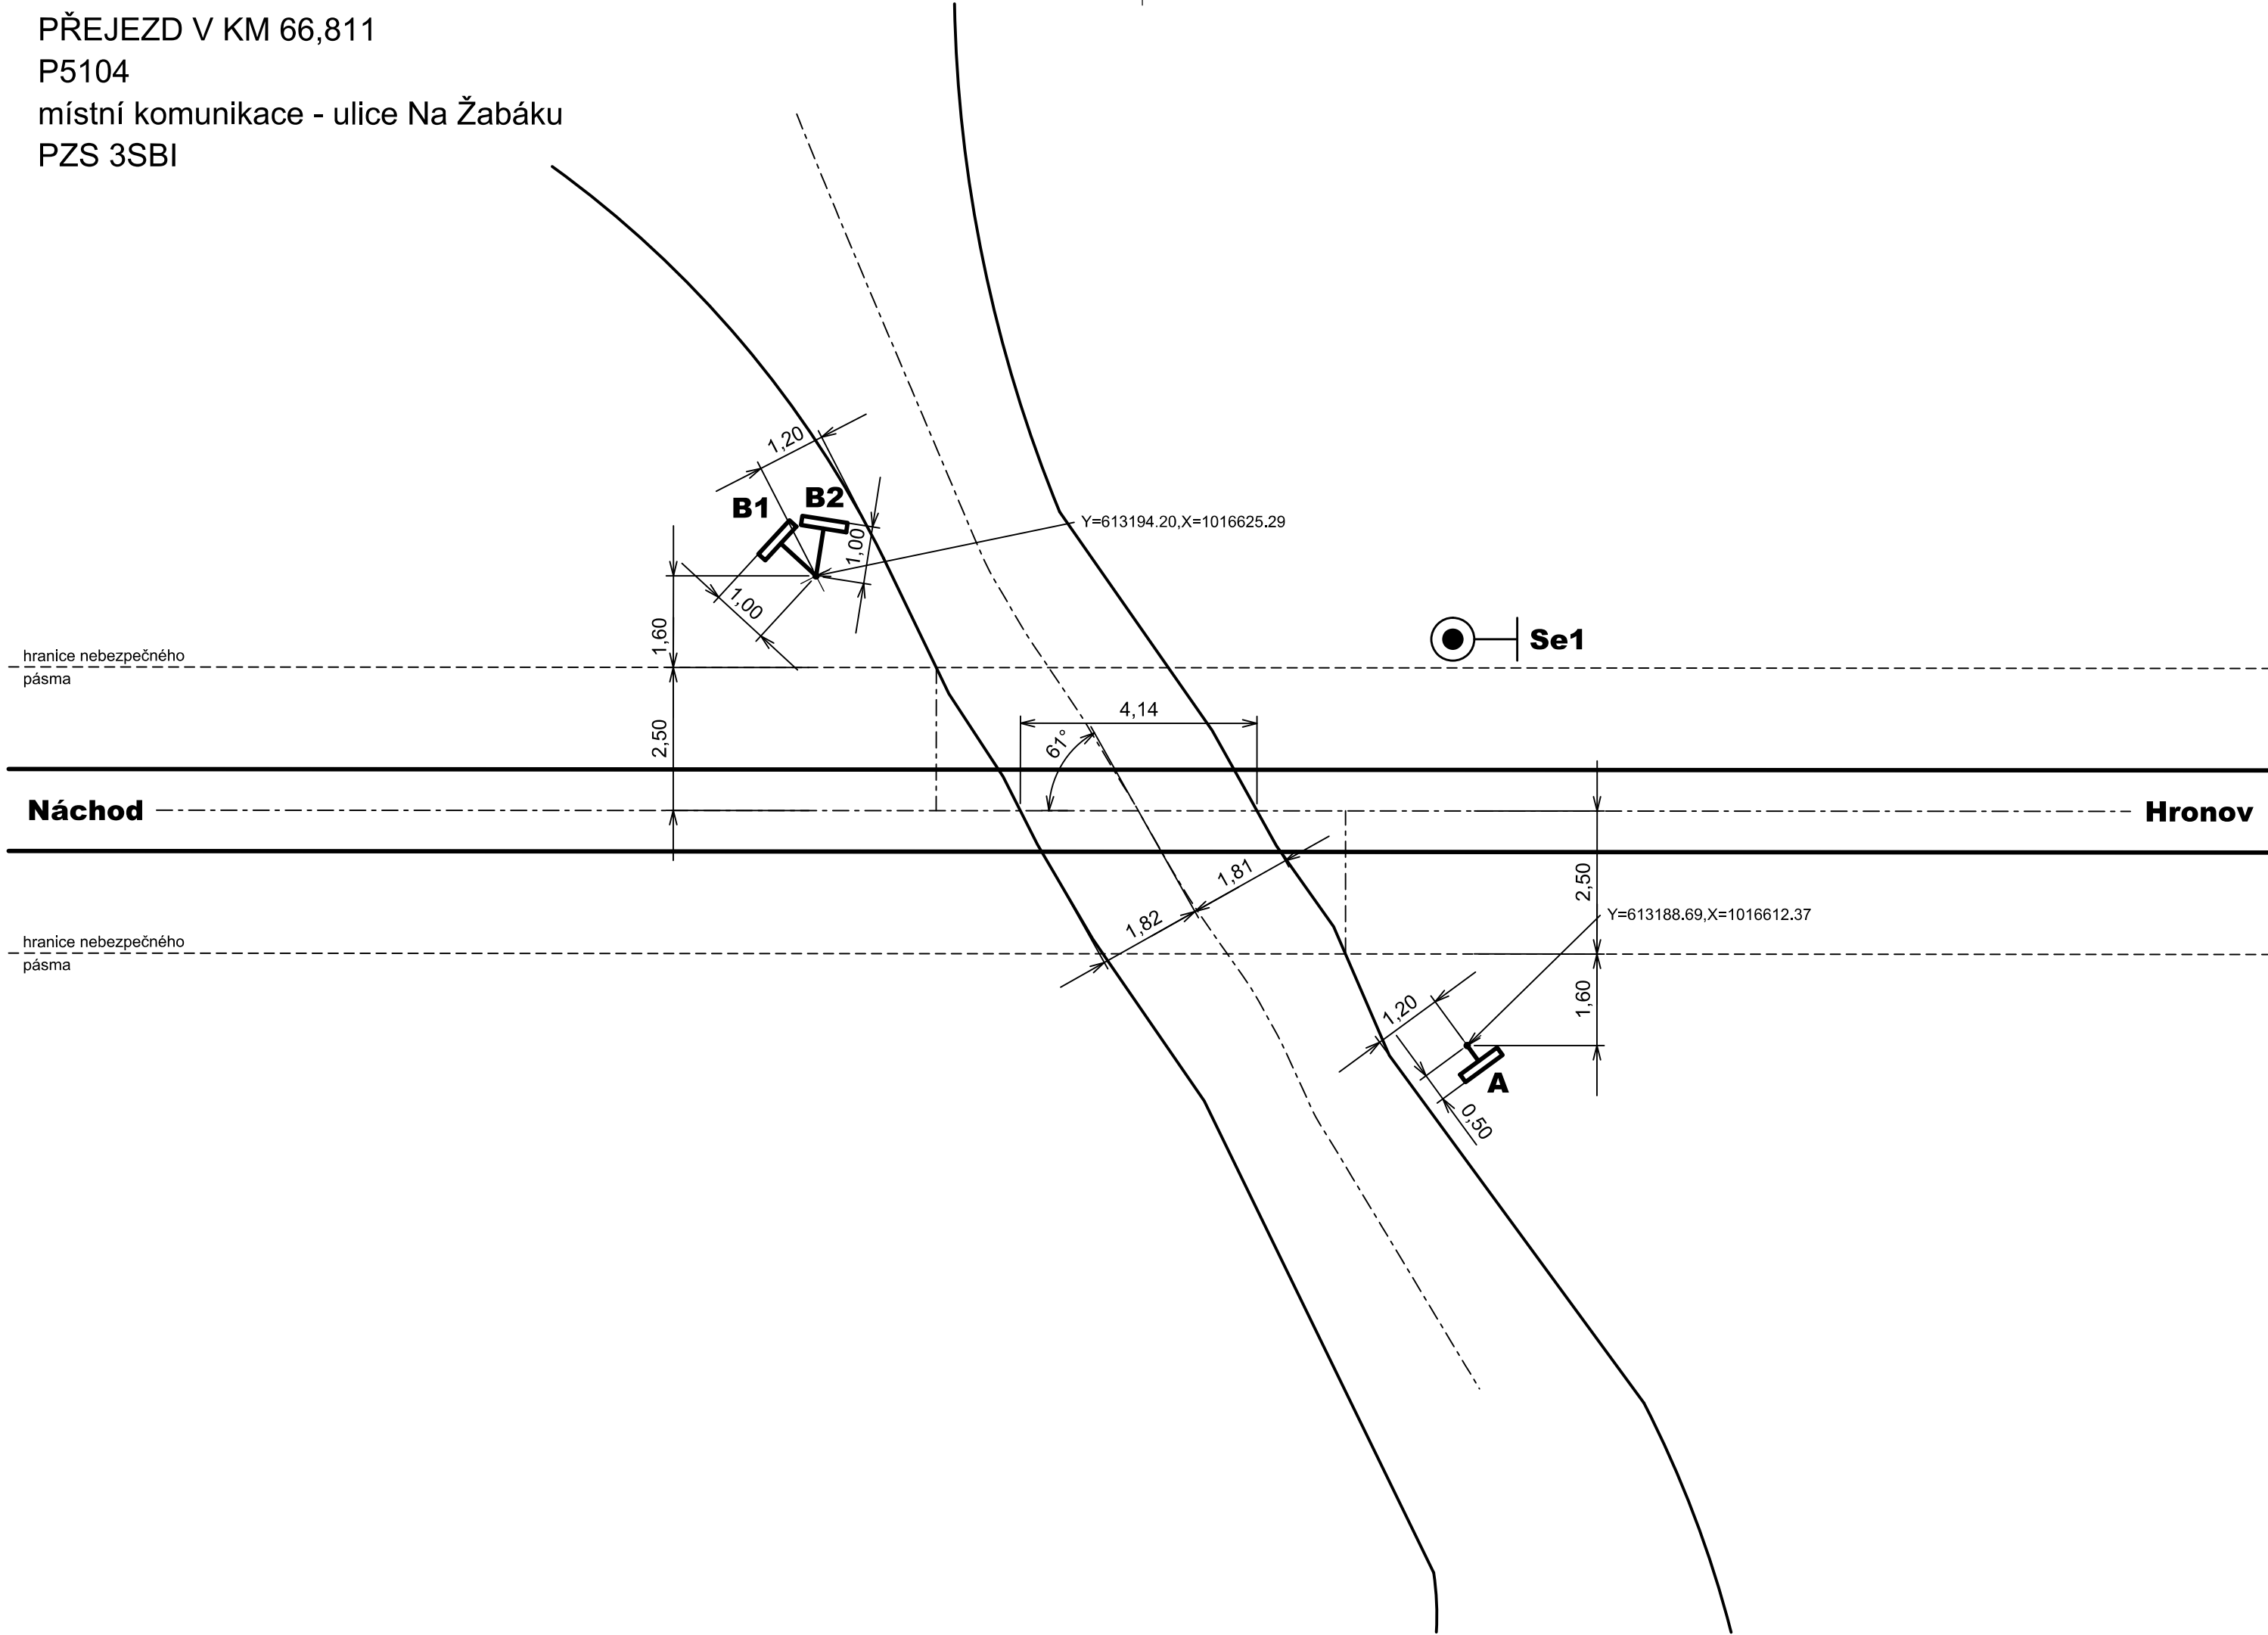 PŘEJEZD V KM 66,811
P5104
místní komunikace - ulice Na Žabáku
PZS 3SBI
1,20
B1
B2
Y=613194.20,X=1016625.29
1,00
1,00
1,60
Se1
hranice nebezpečného
pásma
4,14
2,50
61°
Náchod
Hronov
1,81
2,50
1,82
Y=613188.69,X=1016612.37
hranice nebezpečného
pásma
1,20
1,60
A
0,50